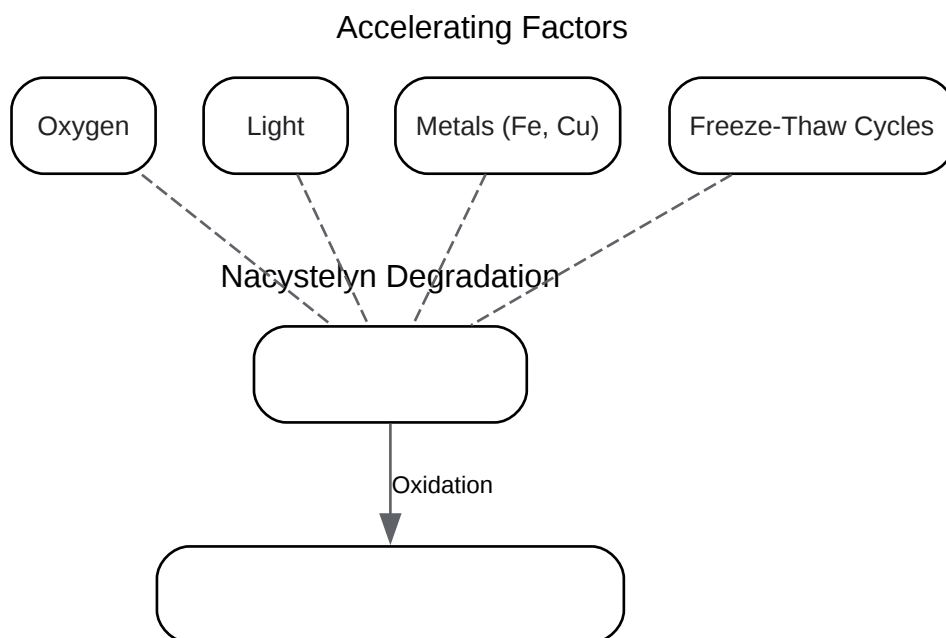 Accelerating Factors
Oxygen
Light
Metals (Fe, Cu)
Freeze-Thaw Cycles
Nacystelyn Degradation
Oxidation